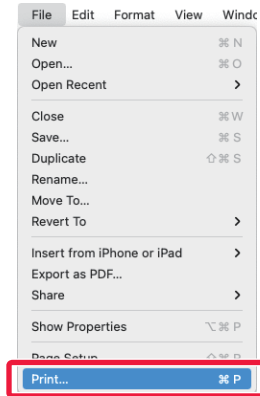 File Edit Format View
New ⌘ N
Open... ⌘ O
Open Recent >
Close ⌘ W
Save... ⌘ S
Duplicate ⇧ ⌘ S
Rename...
Move To...
Revert To >
Insert from iPhone or iPad >
Export as PDF...
Share >
Show Properties ⌥ ⌘ P
Page Setup ⇧ ⌘ P
Print... ⌘ P